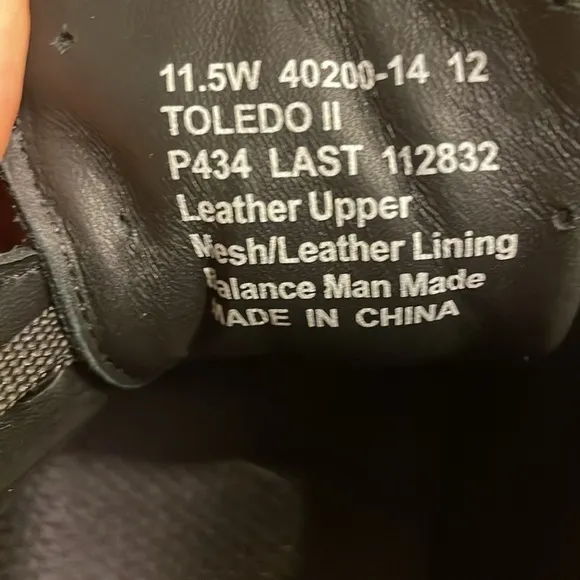 11.5W 40200-14 12
TOLEDO II
P434 LAST 112832
Leather Upper
Mesh/Leather Lining
Balance Man Made
MADE IN CHINA